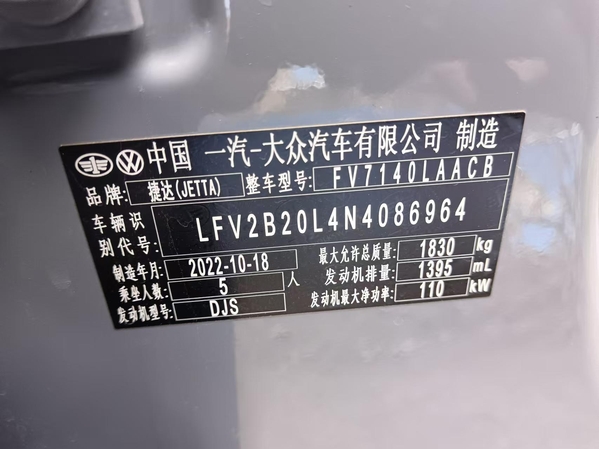 中国 一汽-大众汽车有限公司 制造
品牌: 捷达(JETTA) 整车型号: FV7140LAACB
车辆识别代号: LFV2B20L4N4086964
制造年月: 2022-10-18 最大允许总质量: 1830 kg
乘坐人数: 5 人 发动机排量: 1395 mL
发动机型号: DJS 发动机最大净功率: 110 kW